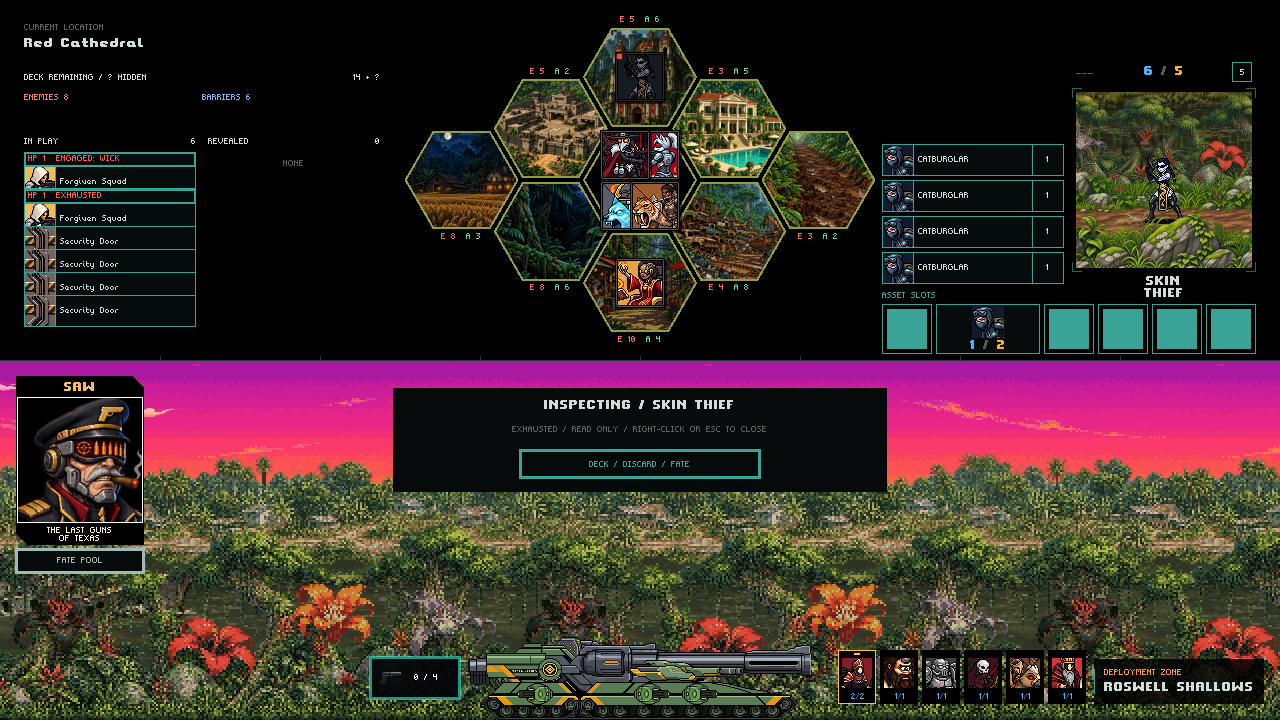 CURRENT LOCATION
Red Cathedral
DECK REMAINING / ? HIDDEN 14 + ?
ENEMIES 8 BARRIERS 6
IN PLAY 6 REVEALED 0
NONE
HP 1 ENGAGED: WICK
Forgiven Squad
HP 1 EXHAUSTED
Forgiven Squad
Security Door
Security Door
Security Door
Security Door
E 5 A 6
E 5 A 2
E 3 A 5
E 8 A 3
E 3 A 2
E 8 A 6
E 4 A 8
E 10 A 4
--- 6 / 5 5
CATBURGLAR 1
CATBURGLAR 1
CATBURGLAR 1
CATBURGLAR 1
SKIN
THIEF
ASSET SLOTS
1 / 2
SAW
THE LAST GUNS
OF TEXAS
FATE POOL
INSPECTING / SKIN THIEF
EXHAUSTED / READ ONLY / RIGHT-CLICK OR ESC TO CLOSE
DECK / DISCARD / FATE
0 / 4
2/2 1/1 1/1 1/1 1/1 1/1
DEPLOYMENT ZONE
ROSWELL SHALLOWS